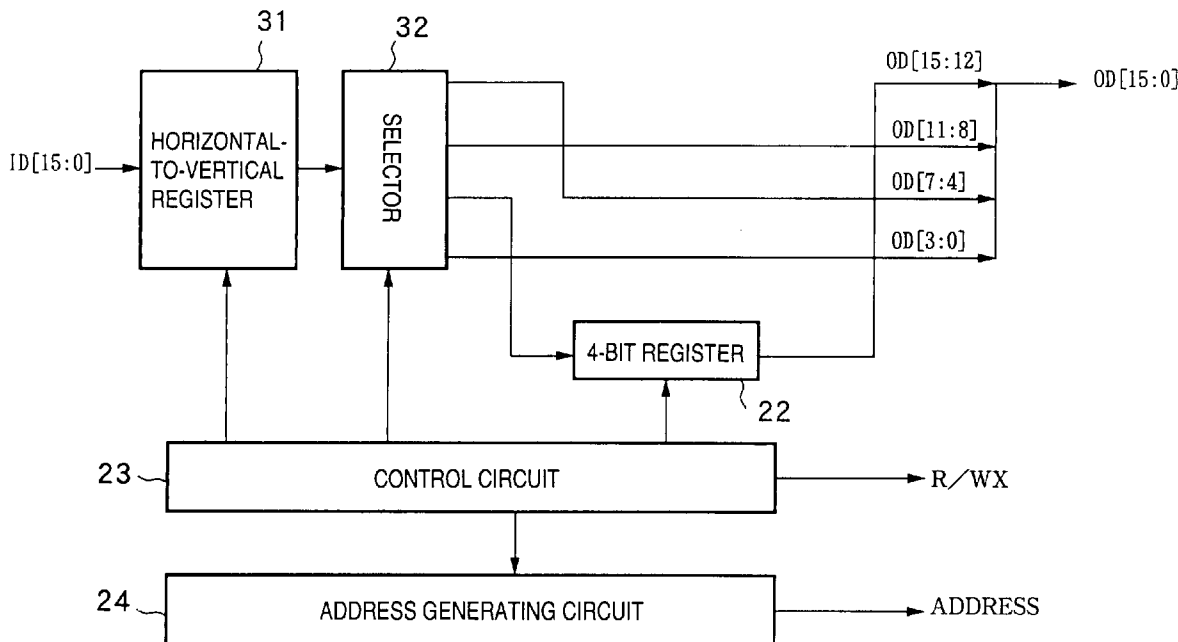 31
32
ID[15:0]
HORIZONTAL-
TO-VERTICAL
REGISTER
SELECTOR
OD[15:12]
OD[15:0]
OD[11:8]
OD[7:4]
OD[3:0]
4-BIT REGISTER
22
23
CONTROL CIRCUIT
R/WX
24
ADDRESS GENERATING CIRCUIT
ADDRESS